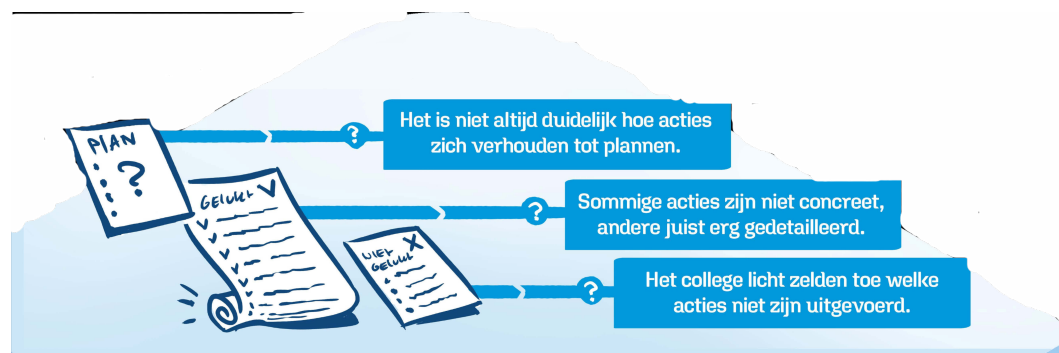 PLAN
?
?
Het is niet altijd duidelijk hoe acties
zich verhouden tot plannen.
GELUKT
?
Sommige acties zijn niet concreet,
andere juist erg gedetailleerd.
NIET
GELUKT
?
Het college licht zelden toe welke
acties niet zijn uitgevoerd.